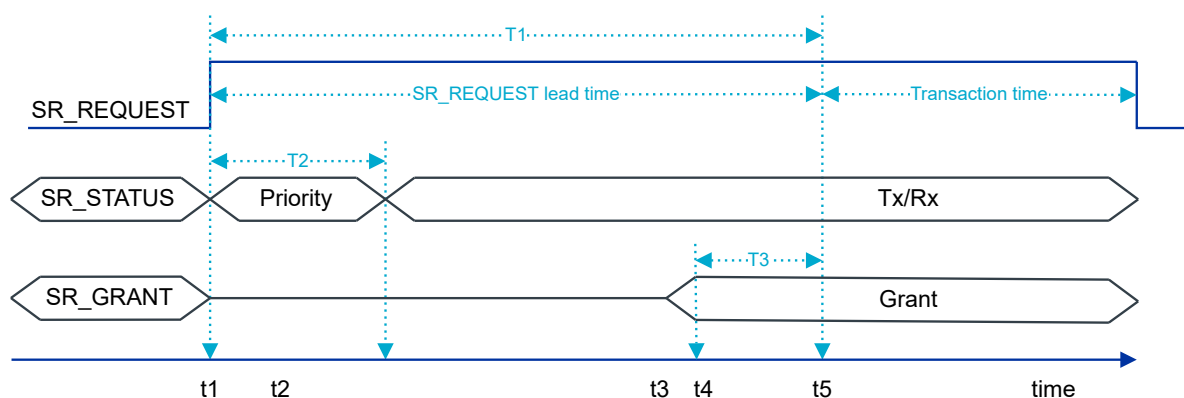 T1
SR_REQUEST
SR_REQUEST lead time
Transaction time
T2
SR_STATUS
Priority
Tx/Rx
T3
SR_GRANT
Grant
t1
t2
t3
t4
t5
time